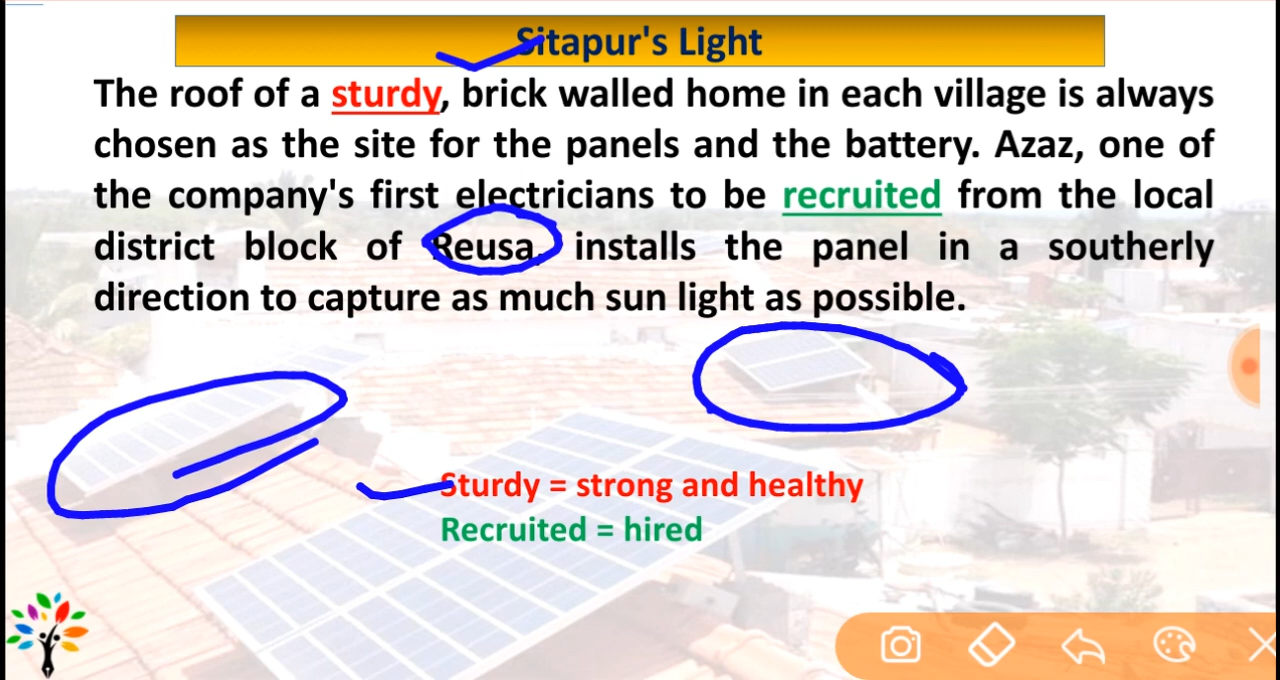 Sitapur's Light
The roof of a sturdy, brick walled home in each village is always
chosen as the site for the panels and the battery. Azaz, one of
the company's first electricians to be recruited from the local
district block of Reusa, installs the panel in a southerly
direction to capture as much sun light as possible.
Sturdy = strong and healthy
Recruited = hired